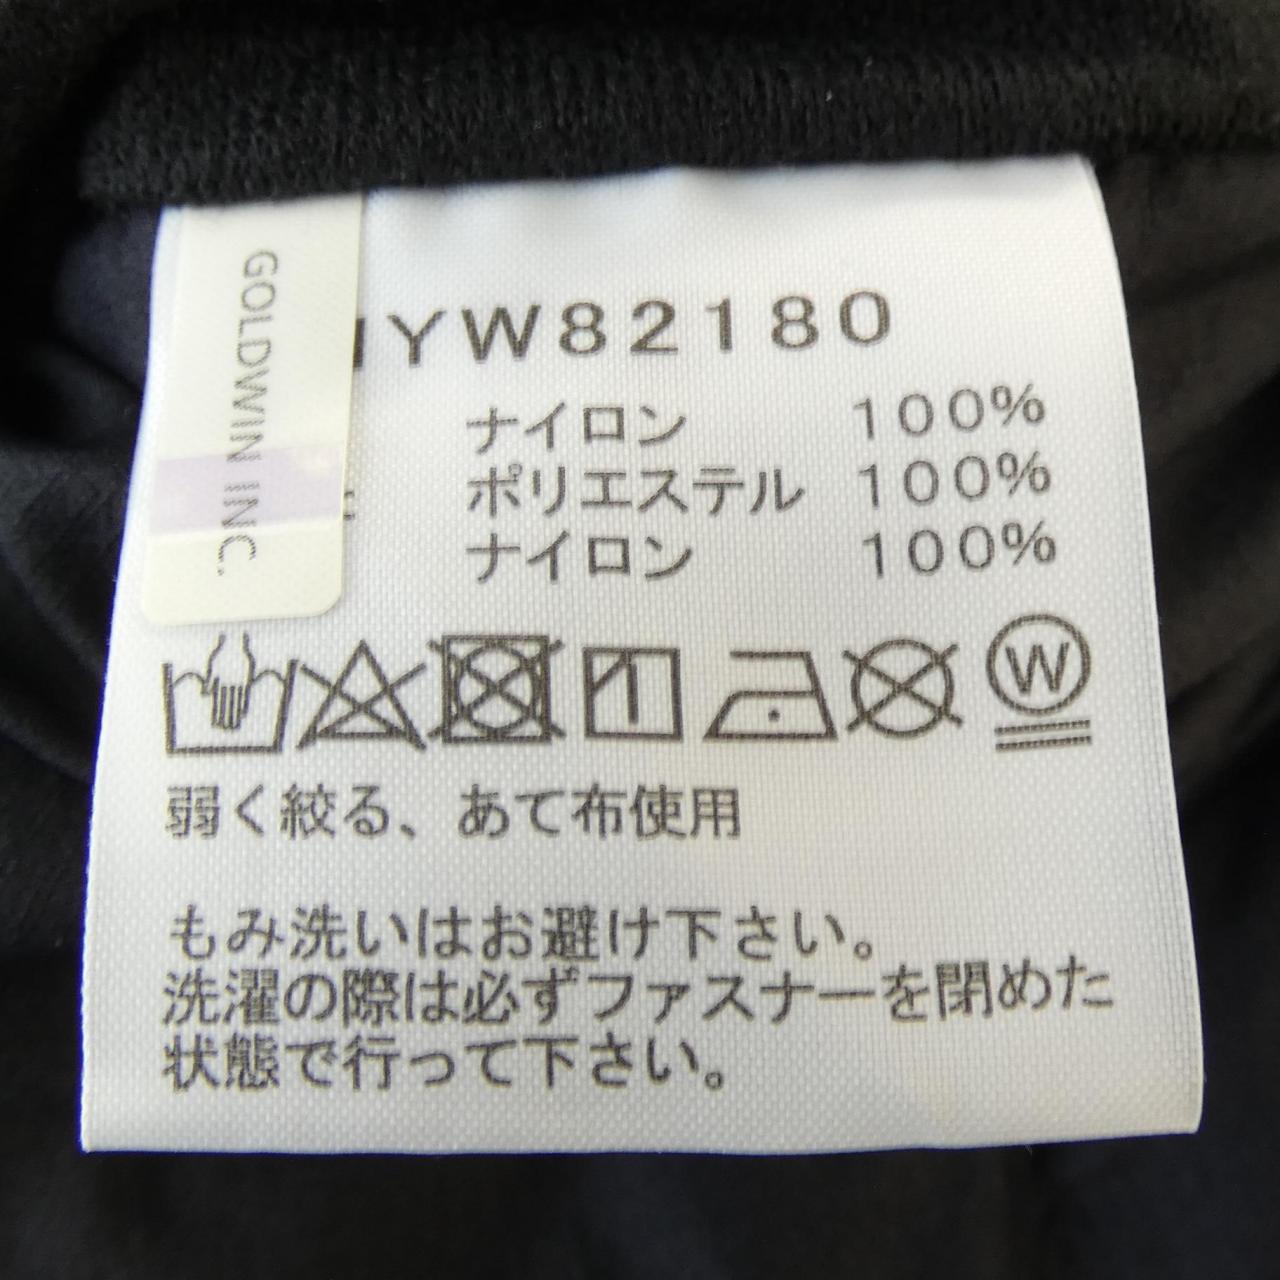 GOLDWIN INC.
YW82180
ナイロン 100%
ポリエステル 100%
ナイロン 100%
W
弱く絞る、あて布使用
もみ洗いはお避け下さい。
洗濯の際は必ずファスナーを閉めた
状態で行って下さい。